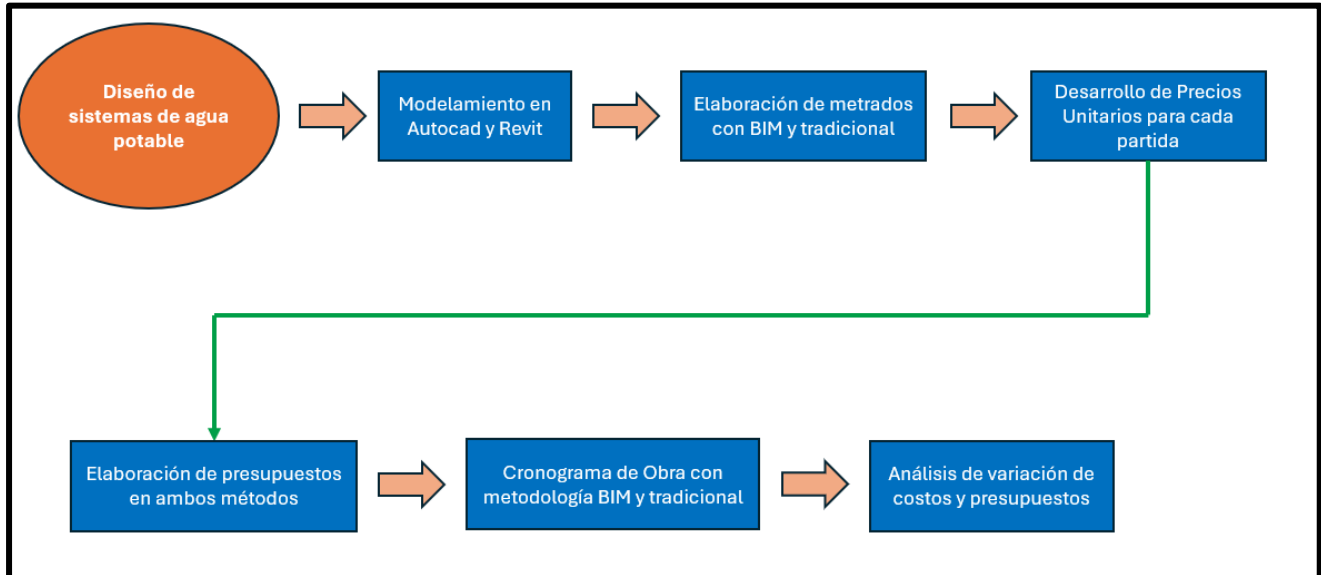 Diseño de
sistemas de agua
potable
Modelamiento en
Autocad y Revit
Elaboración de metrados
con BIM y tradicional
Desarrollo de Precios
Unitarios para cada
partida
Elaboración de presupuestos
en ambos métodos
Cronograma de Obra con
metodología BIM y tradicional
Análisis de variación de
costos y presupuestos